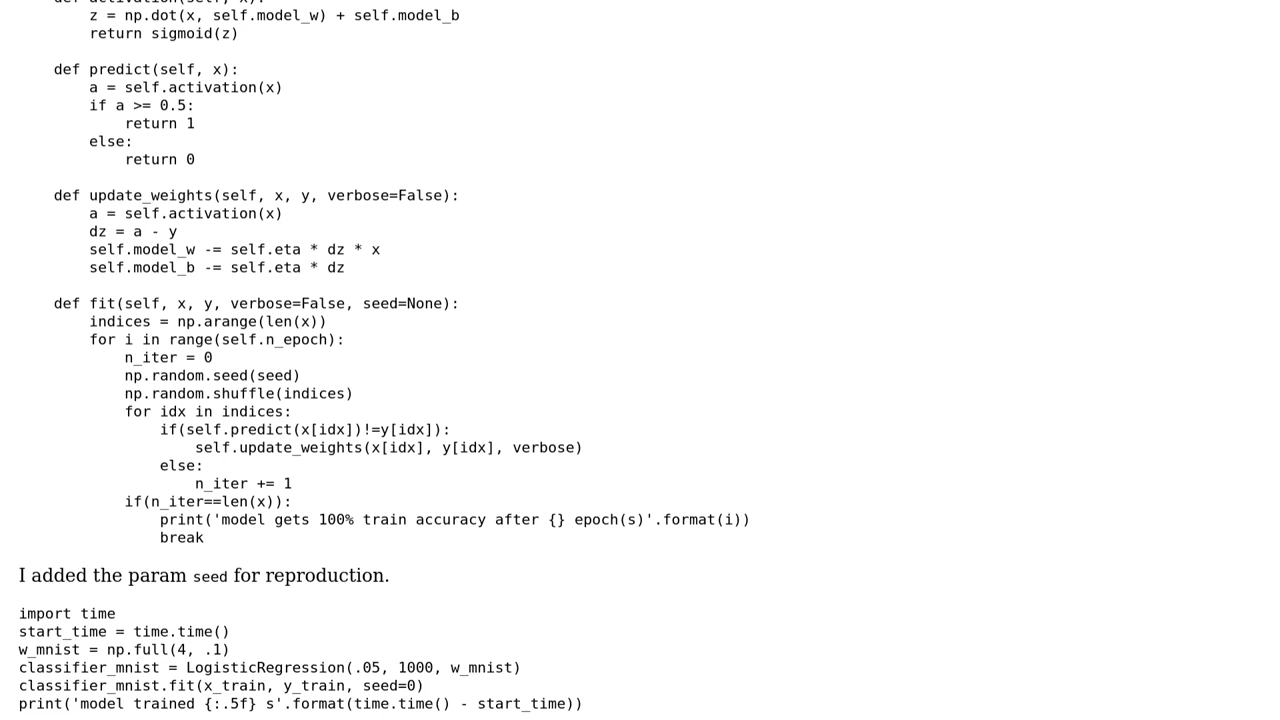 def activation(self, x):
        z = np.dot(x, self.model_w) + self.model_b
        return sigmoid(z)

    def predict(self, x):
        a = self.activation(x)
        if a >= 0.5:
            return 1
        else:
            return 0

    def update_weights(self, x, y, verbose=False):
        a = self.activation(x)
        dz = a - y
        self.model_w -= self.eta * dz * x
        self.model_b -= self.eta * dz

    def fit(self, x, y, verbose=False, seed=None):
        indices = np.arange(len(x))
        for i in range(self.n_epoch):
            n_iter = 0
            np.random.seed(seed)
            np.random.shuffle(indices)
            for idx in indices:
                if(self.predict(x[idx])!=y[idx]):
                    self.update_weights(x[idx], y[idx], verbose)
                else:
                    n_iter += 1
            if(n_iter==len(x)):
                print('model gets 100% train accuracy after {} epoch(s)'.format(i))
                break

I added the param seed for reproduction.

import time
start_time = time.time()
w_mnist = np.full(4, .1)
classifier_mnist = LogisticRegression(.05, 1000, w_mnist)
classifier_mnist.fit(x_train, y_train, seed=0)
print('model trained {:.5f} s'.format(time.time() - start_time))